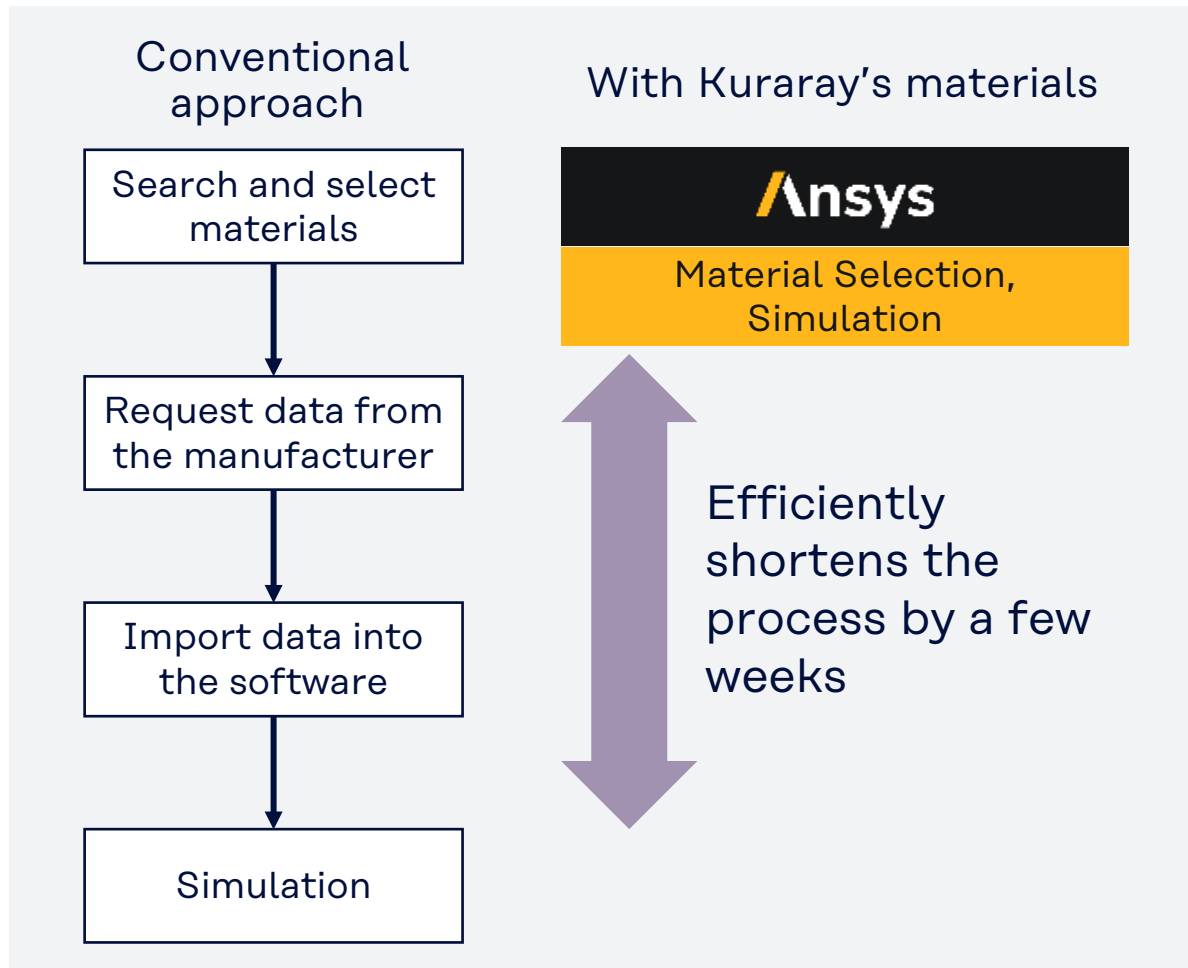 Conventional
approach
Search and select
materials
Request data from
the manufacturer
Import data into
the software
Simulation
With Kuraray’s materials
Ansys
Material Selection,
Simulation
Efficiently
shortens the
process by a few
weeks